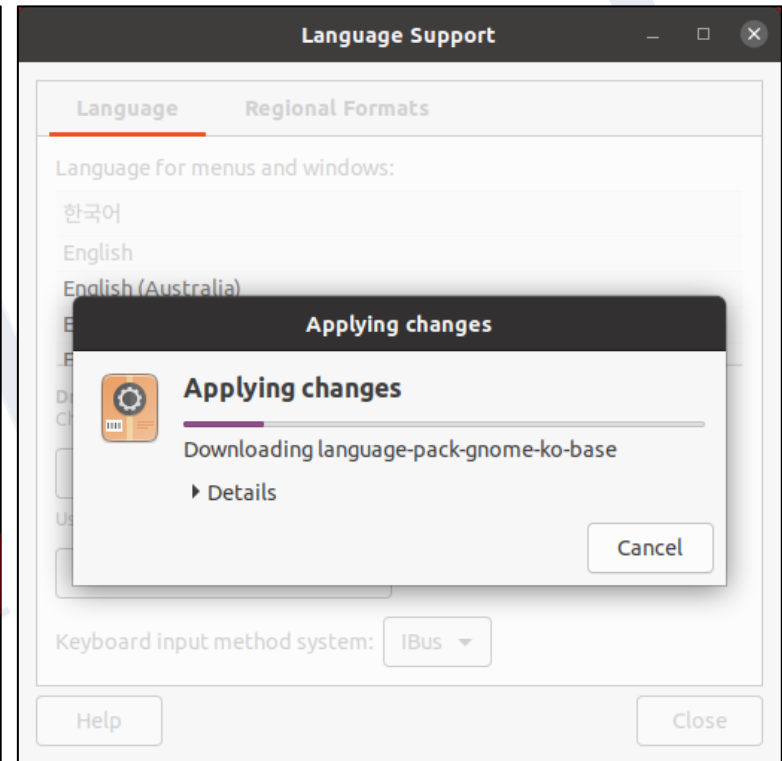 Language Support
Language
Regional Formats
Language for menus and windows:
한국어
English
English (Australia)
Applying changes
Applying changes
Downloading language-pack-gnome-ko-base
Details
Cancel
Keyboard input method system:
IBus
Help
Close